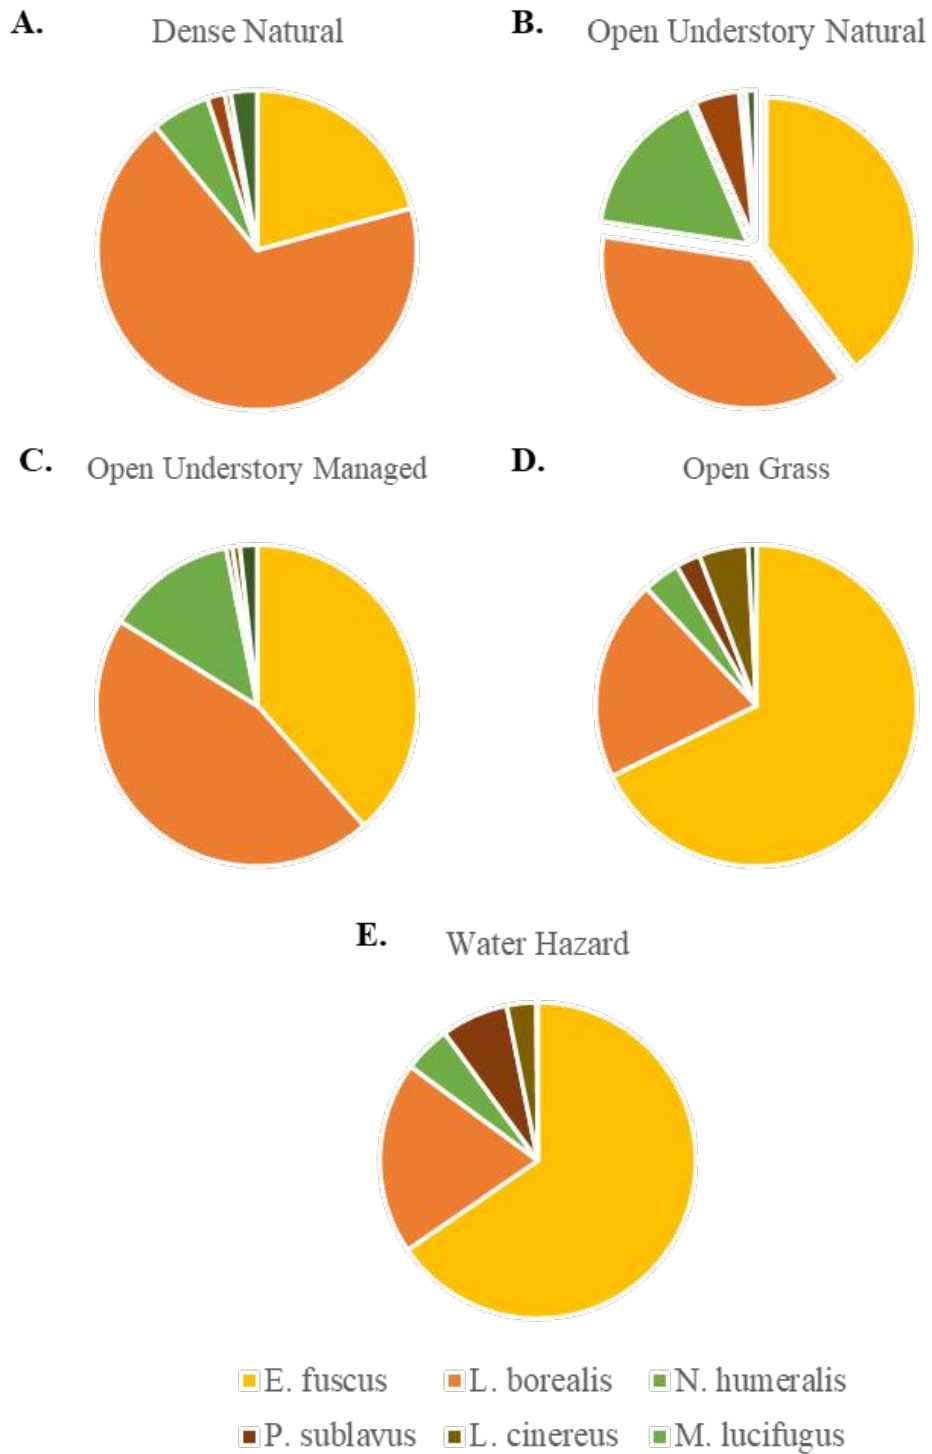 A. Dense Natural
B. Open Understory Natural
C. Open Understory Managed
D. Open Grass
E. Water Hazard
E. fuscus L. borealis N. humeralis
P. sublavus L. cinereus M. lucifugus